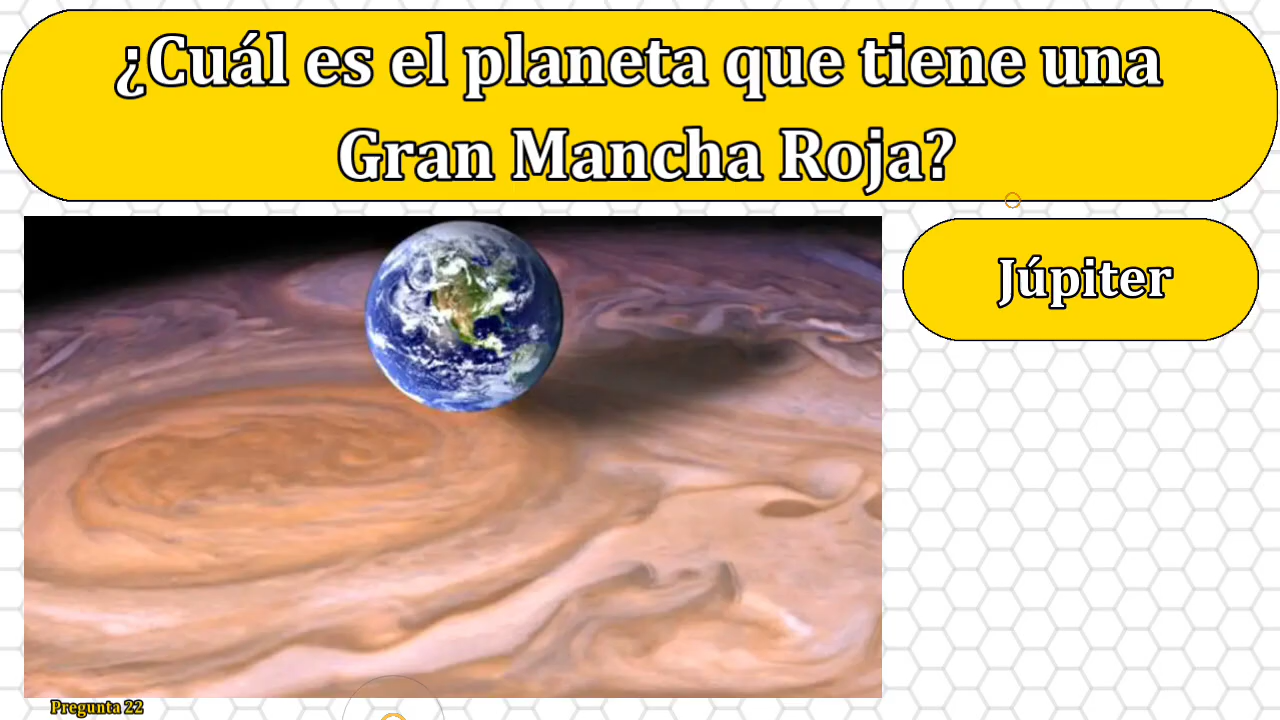 ¿Cuál es el planeta que tiene una
Gran Mancha Roja?
Júpiter
Pregunta 22